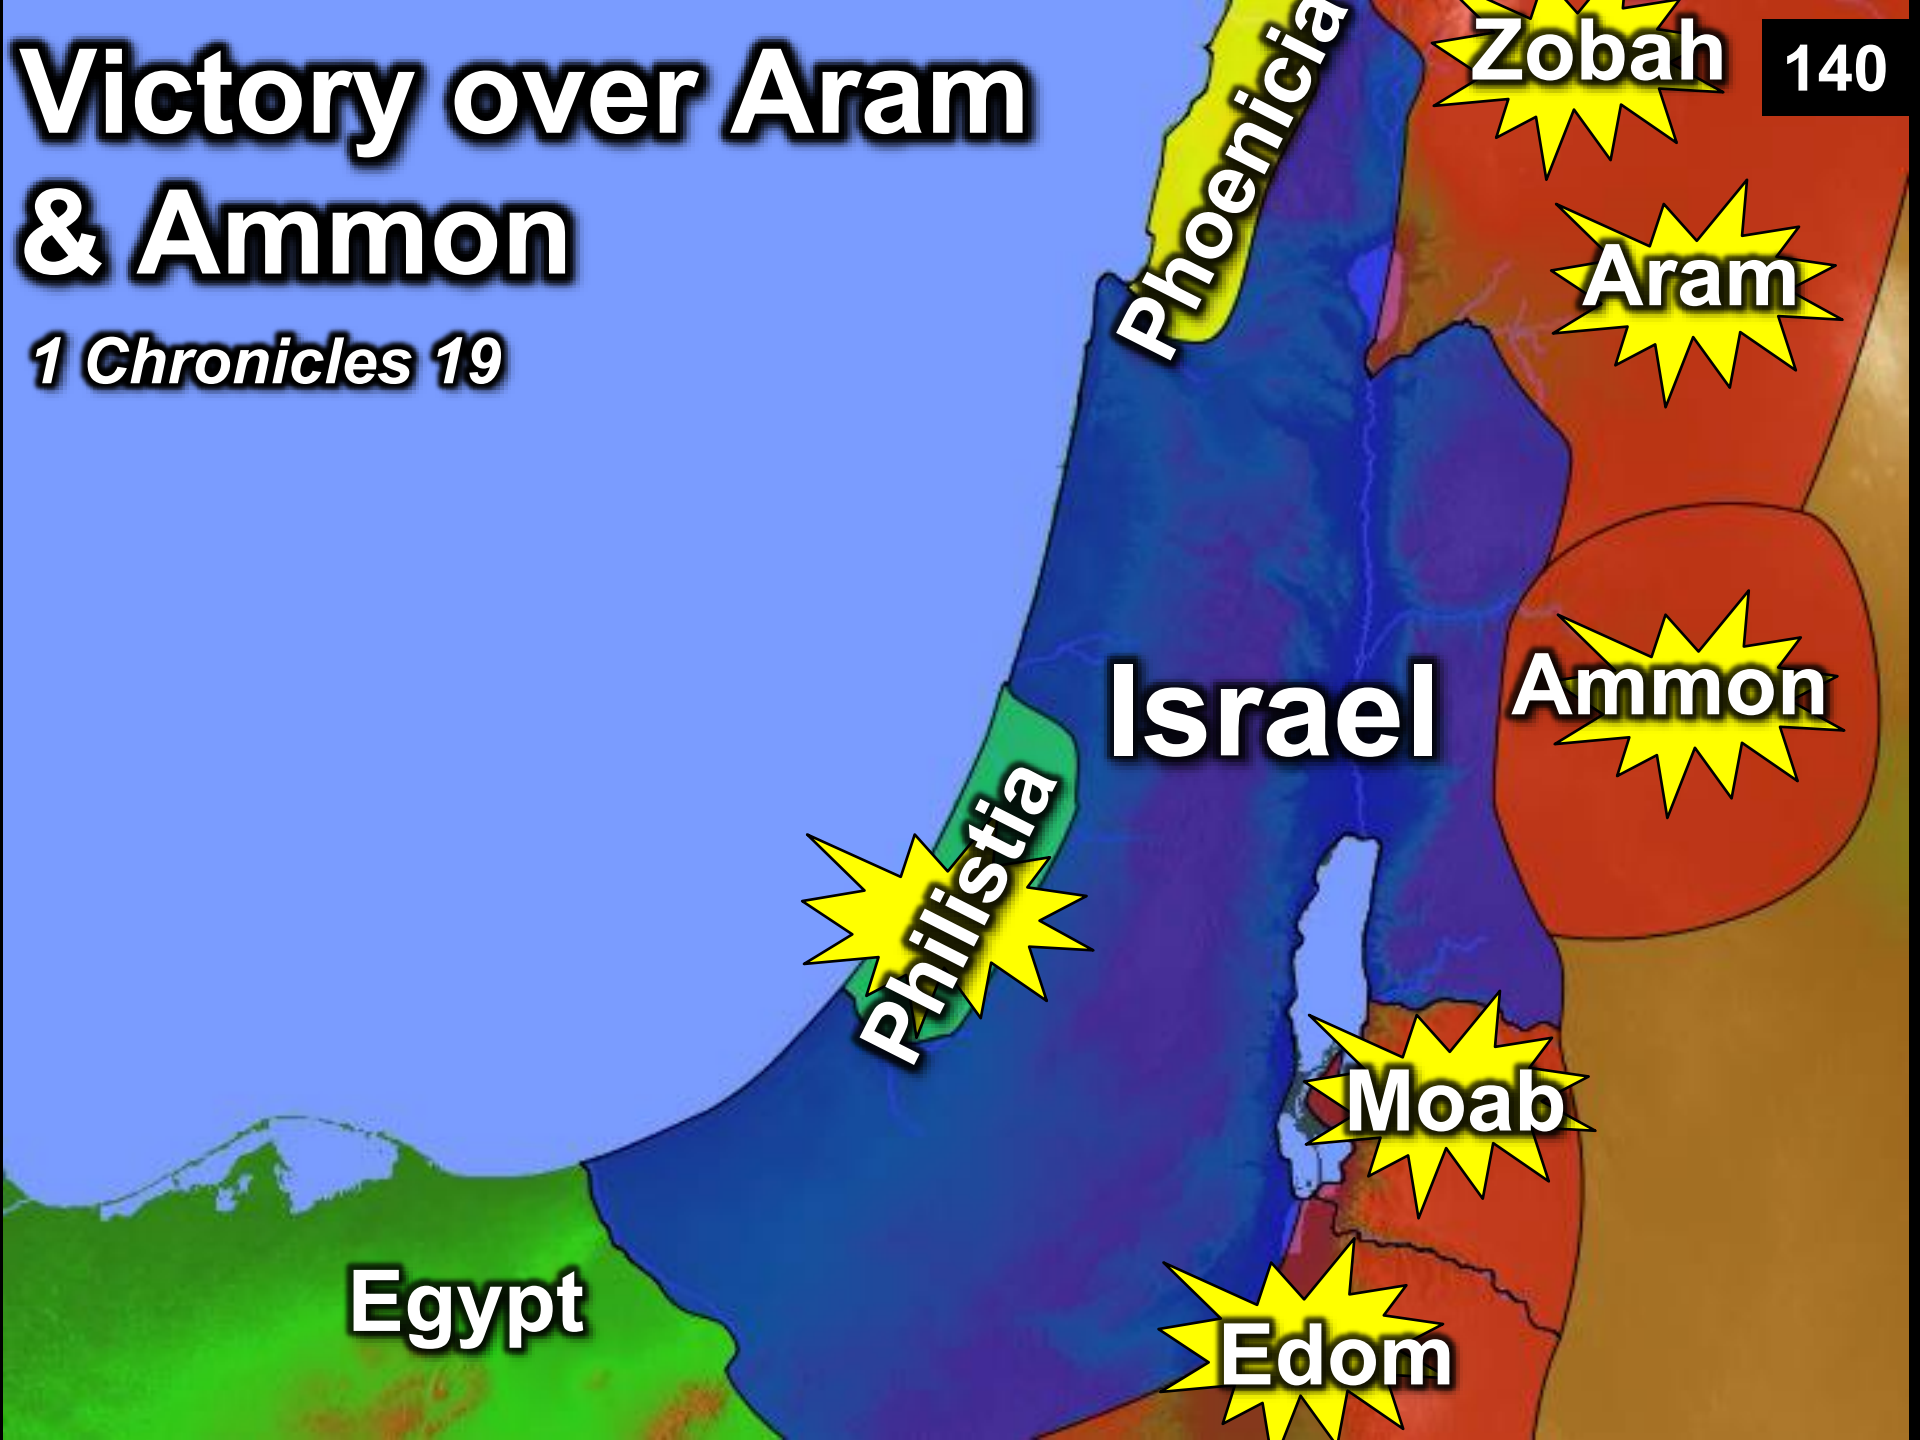 Victory over Aram
& Ammon
1 Chronicles 19
140
Zobah
Phoenicia
Aram
Ammon
Israel
Philistia
Moab
Egypt
Edom